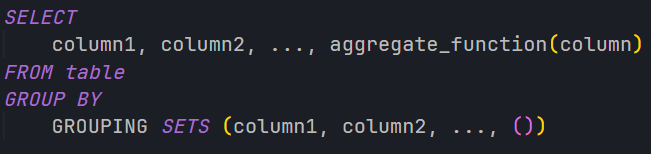 SELECT
column1, column2, ..., aggregate_function(column)
FROM table
GROUP BY
GROUPING SETS (column1, column2, ..., ())